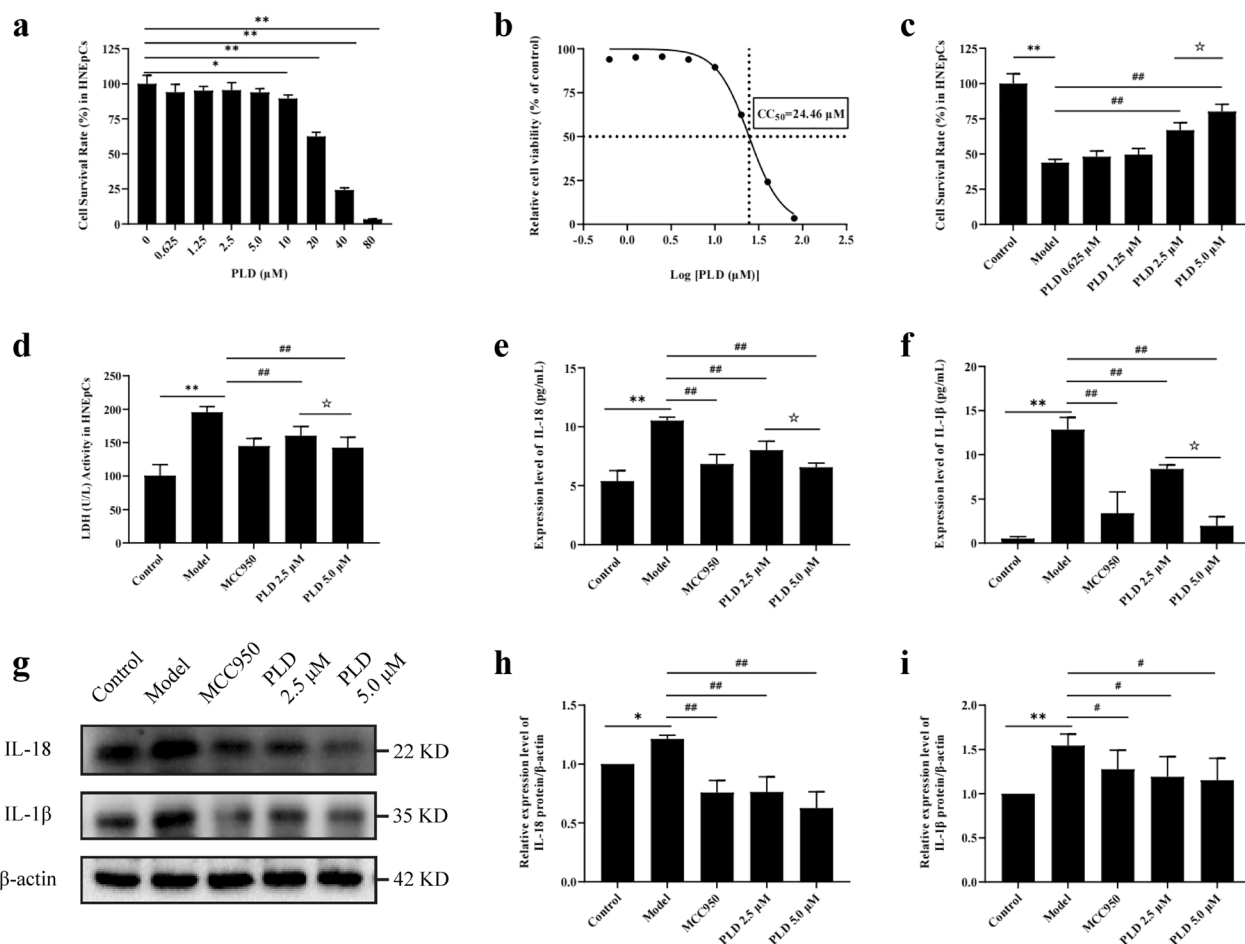 a
**
**
**
*
125
100
75
50
25
0
Cell Survival Rate (%) in HNEpCs
0
0.625
1.25
2.5
5.0
10
20
40
80
PLD (μM)
b
100
75
50
25
0
Relative cell viability (% of control)
CC50=24.46 μM
-0.5
0.0
0.5
1.0
1.5
2.0
2.5
Log [PLD (μM)]
c
**
☆
##
##
125
100
75
50
25
0
Cell Survival Rate (%) in HNEpCs
Control
Model
PLD 0.625 μM
PLD 1.25 μM
PLD 2.5 μM
PLD 5.0 μM
d
##
##
**
☆
250
200
150
100
50
0
LDH (U/L) Activity in HNEpCs
Control
Model
MCC950
PLD 2.5 μM
PLD 5.0 μM
e
##
##
##
**
☆
15
10
5
0
Expression level of IL-18 (pg/mL)
Control
Model
MCC950
PLD 2.5 μM
PLD 5.0 μM
f
##
##
##
**
☆
20
15
10
5
0
Expression level of IL-1β (pg/mL)
Control
Model
MCC950
PLD 2.5 μM
PLD 5.0 μM
g
Control
Model
MCC950
PLD
2.5 μM
PLD
5.0 μM
IL-18
22 KD
IL-1β
35 KD
β-actin
42 KD
h
##
##
##
*
1.5
1.0
0.5
0.0
Relative expression level of
IL-18 protein/β-actin
Control
Model
MCC950
PLD 2.5 μM
PLD 5.0 μM
i
#
#
#
**
2.0
1.5
1.0
0.5
0.0
Relative expression level of
IL-1β protein/β-actin
Control
Model
MCC950
PLD 2.5 μM
PLD 5.0 μM